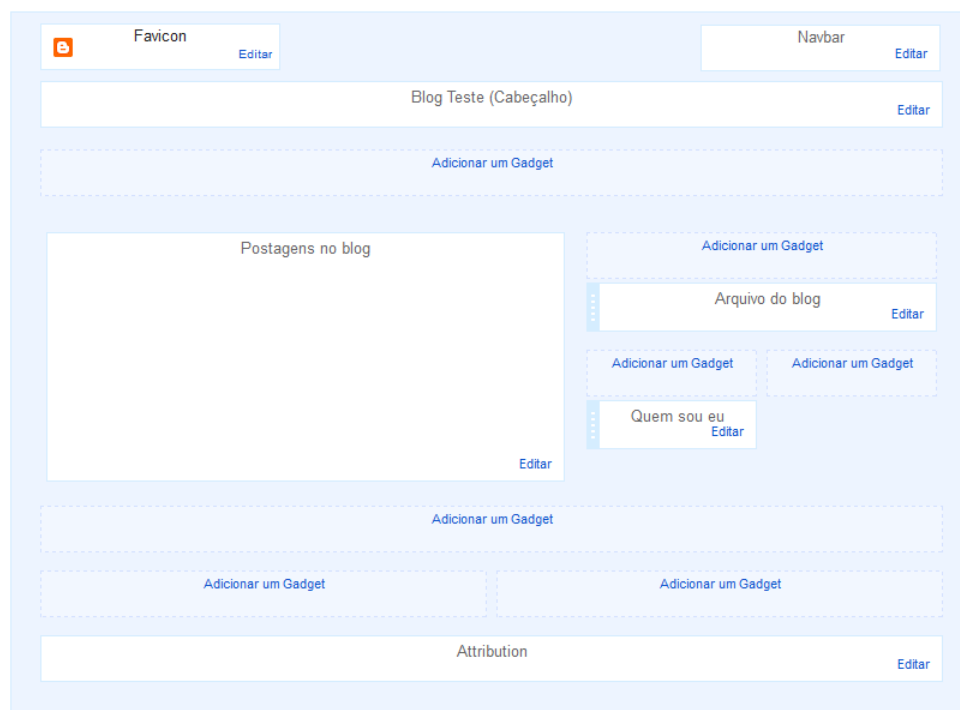 Favicon
Editar
Navbar
Editar
Blog Teste (Cabeçalho)
Editar
Adicionar um Gadget
Postagens no blog
Editar
Adicionar um Gadget
Arquivo do blog
Editar
Adicionar um Gadget
Adicionar um Gadget
Quem sou eu
Editar
Adicionar um Gadget
Adicionar um Gadget
Adicionar um Gadget
Attribution
Editar